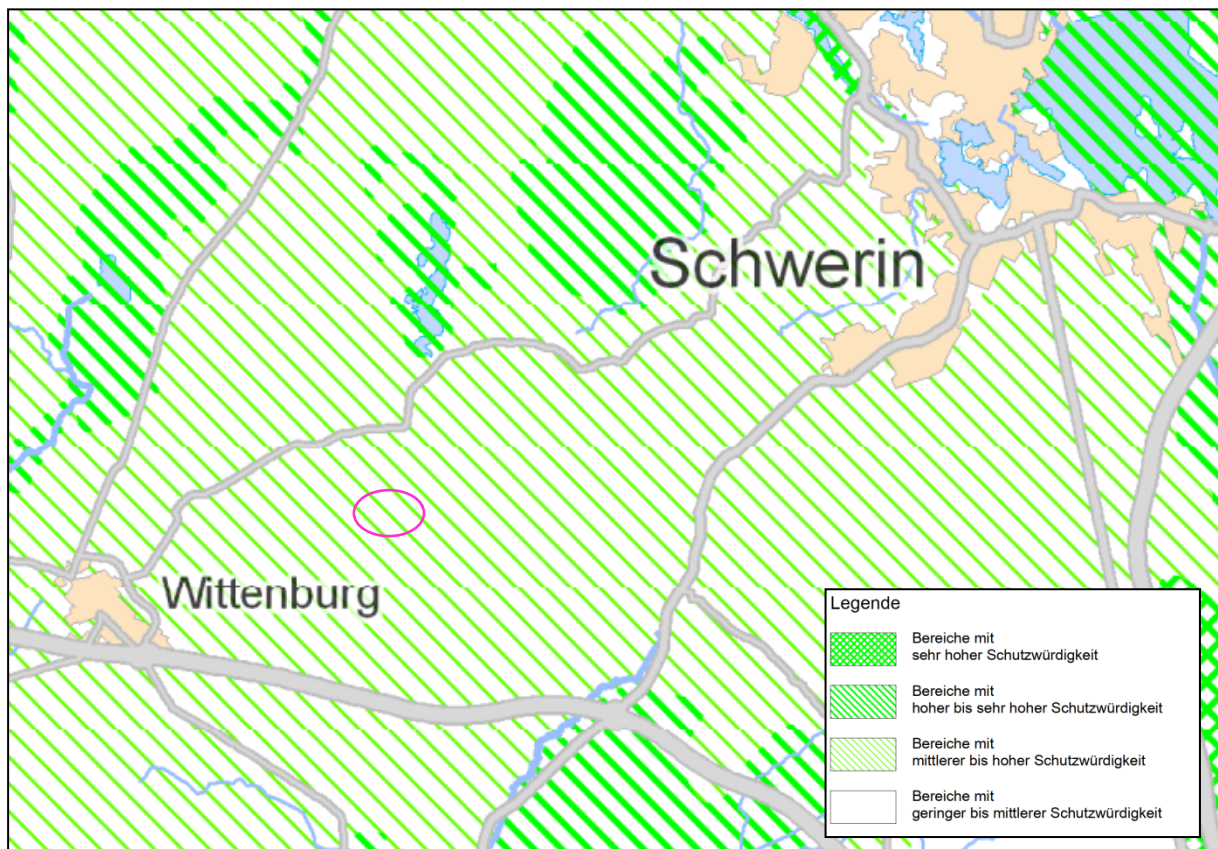 Schwerin
Wittenburg
Legende
Bereiche mit
sehr hoher Schutzwürdigkeit
Bereiche mit
hoher bis sehr hoher Schutzwürdigkeit
Bereiche mit
mittlerer bis hoher Schutzwürdigkeit
Bereiche mit
geringer bis mittlerer Schutzwürdigkeit